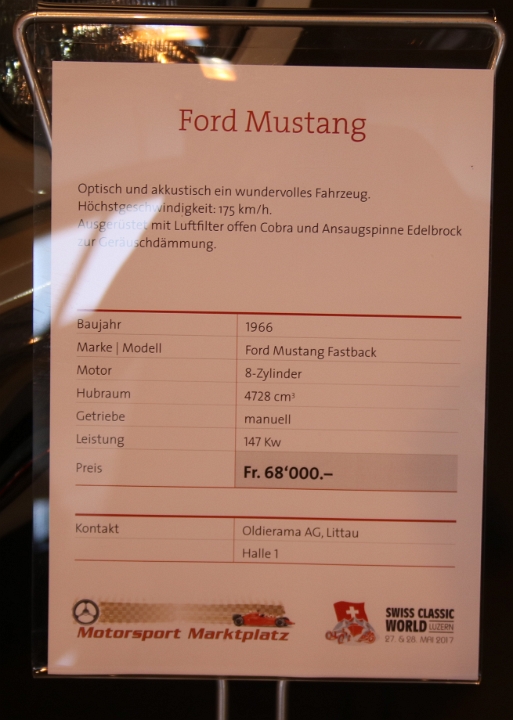 Ford Mustang
Optisch und akkustisch ein wundervolles Fahrzeug.
Höchstgeschwindigkeit: 175 km/h.
Ausgerüstet mit Luftfilter offen Cobra und Ansaugspinne Edelbrock
zur Geräuschdämmung.
Baujahr 1966
Marke | Modell Ford Mustang Fastback
Motor 8-Zylinder
Hubraum 4728 cm³
Getriebe manuell
Leistung 147 Kw
Preis Fr. 68‘000.–
Kontakt Oldierama AG, Littau
Halle 1
Motorsport Marktplatz
SWISS CLASSIC
WORLD LUZERN
27. & 28. MAI 2017